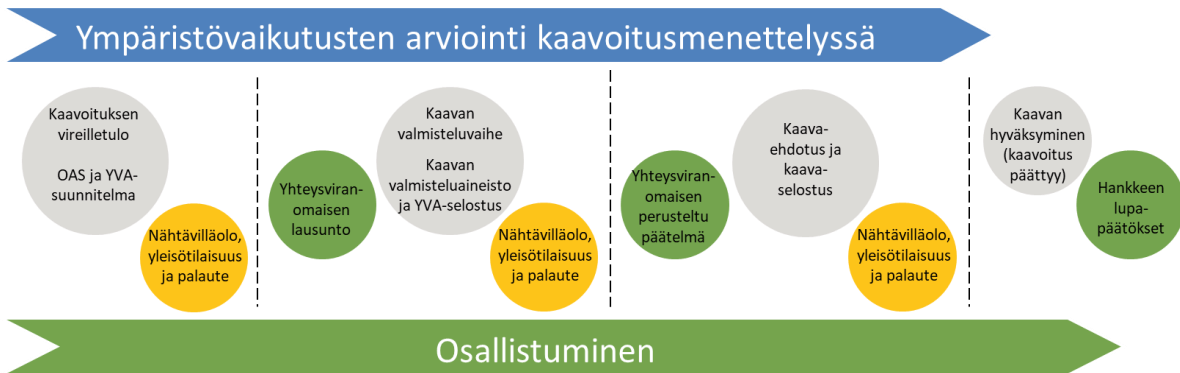 Ympäristövaikutusten arviointi kaavoitusmenettelyssä
Kaavoituksen
vireilletulo
OAS ja YVA-
suunnitelma
Nähtävilläolo,
yleisötilaisuus
ja palaute
Yhteysviran-
omaisen
lausunto
Kaavan
valmisteluvaihe
Kaavan
valmisteluaineisto
ja YVA-selostus
Nähtävilläolo,
yleisötilaisuus
ja palaute
Yhteysviran-
omaisen
perusteltu
päätelmä
Kaava-
ehdotus ja
kaava-
selostus
Nähtävilläolo,
yleisötilaisuus
ja palaute
Kaavan
hyväksyminen
(kaavoitus
päättyy)
Hankkeen
lupa-
päätökset
Osallistuminen